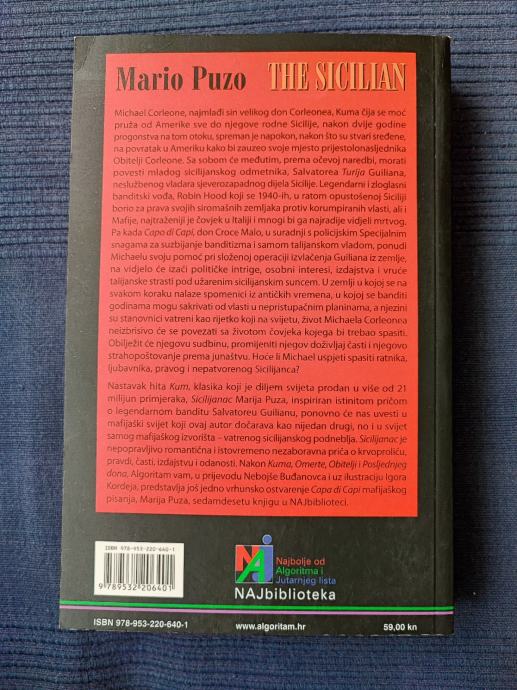 Mario Puzo THE SICILIAN
Michael Corleone, najmlađi sin velikog don Corleonea, Kuma čija se moć
pruža od Amerike sve do njegove rodne Sicilije, nakon dvije godine
progonstva na tom otoku, spreman je napokon, nakon što su stvari sređene,
na povratak u Ameriku kako bi zauzeo svoje mjesto prijestolonasljednika
Obitelji Corleone. Sa sobom će međutim, prema očevoj naredbi, morati
povesti mladog sicilijanskog odmetnika, Salvatorea Turija Guiliana,
neslužbenog vladara sjeverozapadnog dijela Sicilije. Legendarni i zloglasni
banditski vođa, Robin Hood koji se 1940-ih, u ratom opustošenoj Siciliji
borio za prava svojih siromašnih zemljaka protiv korumpiranih vlasti, ali i
Mafije, najtraženiji je čovjek u Italiji i mnogi bi ga najradije vidjeli mrtvog.
Pa kada Capo di Capi, don Croce Malo, u suradnji s policijskim Specijalnim
snagama za suzbijanje banditizma i samom talijanskom vladom, ponudi
Michaelu svoju pomoć pri složenoj operaciji izvlačenja Guiliana iz zemlje,
na vidjelo će izaći političke intrige, osobni interesi, izdajstva i vruće
talijanske strasti pod užarenim sicilijanskim suncem. U zemlji u kojoj se na
svakom koraku nalaze spomenici iz antičkih vremena, u kojoj se banditi
godinama mogu sakrivati od vlasti u nepristupačnim planinama, a njezini
su stanovnici vatreni kao rijetko koji na svijetu, život Michaela Corleonea
neizbrisivo će se povezati sa životom čovjeka kojega bi trebao spasiti.
Obilježit će njegovu sudbinu, promijeniti njegov doživljaj časti i njegovo
strahopoštovanje prema junaštvu. Hoće li Michael uspjeti spasiti ratnika,
ljubavnika, pravog i nepatvorenog Sicilijanca?
Nastavak hita Kum, klasika koji je diljem svijeta prodan u više od 21
milijun primjeraka, Sicilijanac Marija Puza, inspiriran istinitom pričom
o legendarnom banditu Salvatoreu Guilianu, ponovno će nas uvesti u
mafijaški svijet koji ovaj autor dočarava kao nijedan drugi, no i u svijet
samog mafijaškog izvorišta – vatrenog sicilijanskog podneblja. Sicilijanac je
nepopravljivo romantična i istovremeno nezaboravna priča o krvoproliću,
pravdi, časti, izdajstvu i odanosti. Nakon Kuma, Omerte, Obitelji i Posljednjeg
dona, Algoritam vam, u prijevodu Nebojše Buđanovca i uz ilustraciju Igora
Kordeja, predstavlja još jedno vrhunsko ostvarenje Capa di Capi mafijaškog
pisanja, Marija Puza, sedamdesetu knjigu u NAJbiblioteci.
ISBN 978-953-220-640-1
9 789532 206401
NAJ
Najbolje od
Algoritma i
Jutarnjeg lista
NAJbiblioteka
ISBN 978-953-220-640-1 www.algoritam.hr 59,00 kn